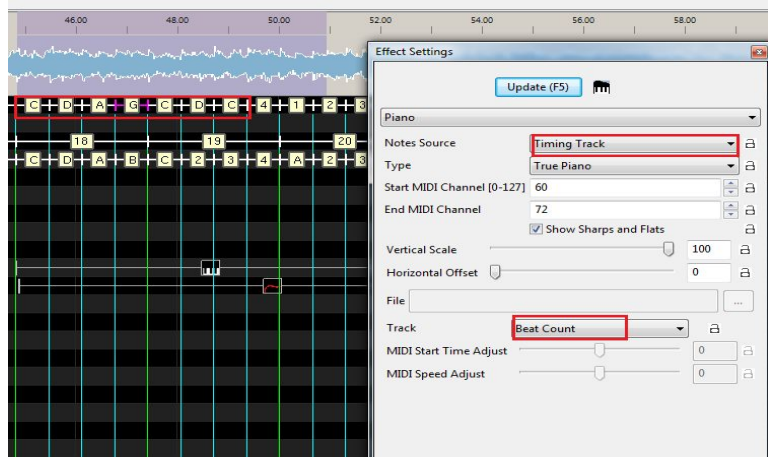 46.00 48.00 50.00 52.00 54.00 56.00 58.00
Effect Settings
Update (F5)
Piano
Notes Source Timing Track
Type True Piano
Start MIDI Channel [0-127] 60
End MIDI Channel 72
Show Sharps and Flats
Vertical Scale 100
Horizontal Offset 0
File ...
Track Beat Count
MIDI Start Time Adjust 0
MIDI Speed Adjust 0
C D A G C D C 4 1 2 3
18 19 20
C D A B C 2 3 4 A 2 3